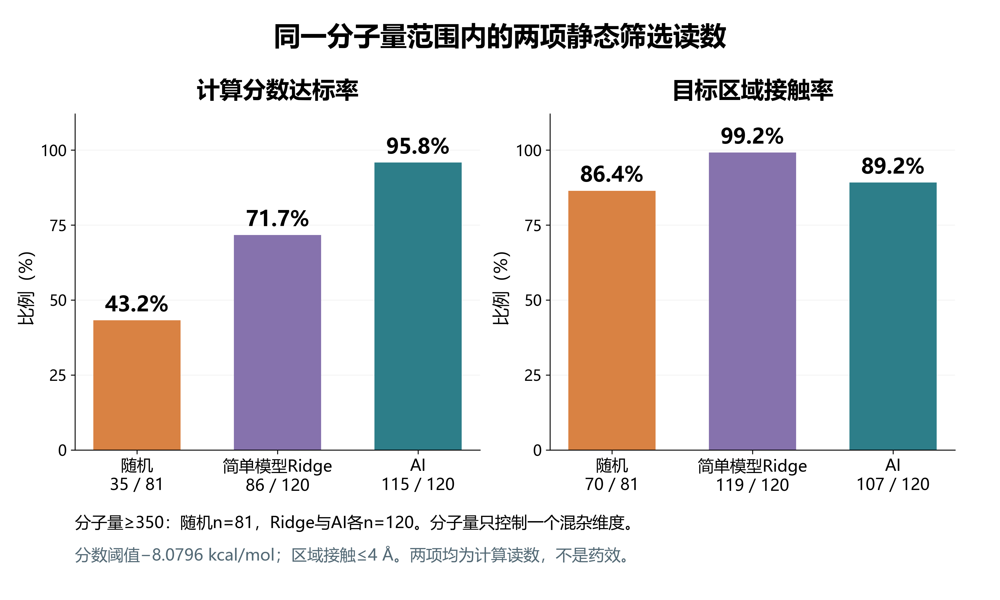 同一分子量范围内的两项静态筛选读数
计算分数达标率
比例（%）
100
75
50
25
0
43.2%
71.7%
95.8%
随机
35 / 81
简单模型Ridge
86 / 120
AI
115 / 120
目标区域接触率
比例（%）
100
75
50
25
0
86.4%
99.2%
89.2%
随机
70 / 81
简单模型Ridge
119 / 120
AI
107 / 120
分子量≥350：随机n=81，Ridge与AI各n=120。分子量只控制一个混杂维度。
分数阈值−8.0796 kcal/mol；区域接触≤4 Å。两项均为计算读数，不是药效。